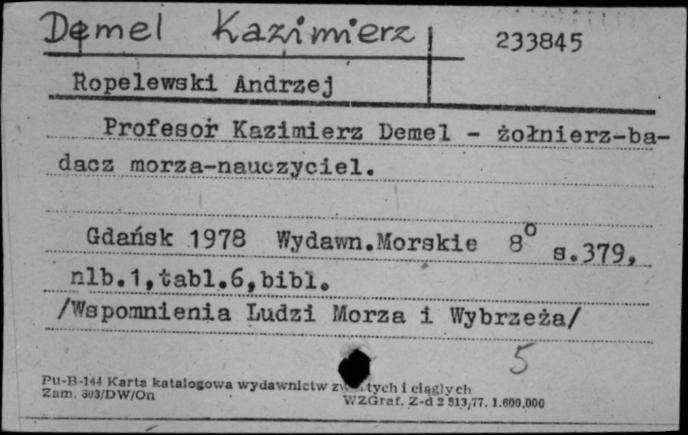 Demel Kazimierz 233845
Ropelewski Andrzej
Profesor Kazimierz Demel - żołnierz-ba-
dacz morza-nauczyciel.
Gdańsk 1978 Wydawn.Morskie 8° s.379,
nlb.1,tabl.6,bibl.
/Wspomnienia Ludzi Morza i Wybrzeża/
5
Pu-B-144 Karta katalogowa wydawnictw i ciągłych
Zam. 303/DW/On WZGraf. Z-d 2 513/77. 1.600.000